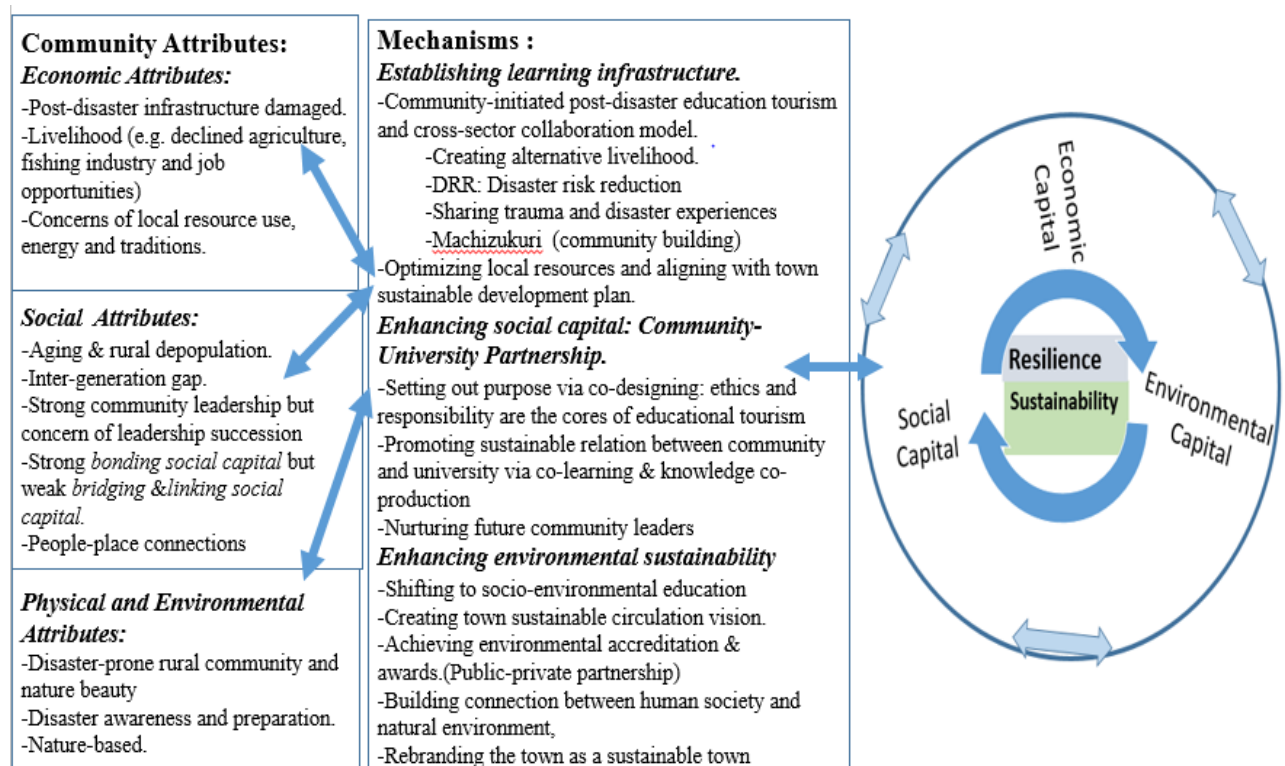 Community Attributes:
Economic Attributes:
-Post-disaster infrastructure damaged.
-Livelihood (e.g. declined agriculture,
fishing industry and job
opportunities)
-Concerns of local resource use,
energy and traditions.
Social Attributes:
-Aging & rural depopulation.
-Inter-generation gap.
-Strong community leadership but
concern of leadership succession
-Strong bonding social capital but
weak bridging &linking social
capital.
-People-place connections
Physical and Environmental
Attributes:
-Disaster-prone rural community and
nature beauty
-Disaster awareness and preparation.
-Nature-based.
Mechanisms :
Establishing learning infrastructure.
-Community-initiated post-disaster education tourism
and cross-sector collaboration model.
-Creating alternative livelihood.
-DRR: Disaster risk reduction
-Sharing trauma and disaster experiences
-Machizukuri (community building)
-Optimizing local resources and aligning with town
sustainable development plan.
Enhancing social capital: Community-
University Partnership.
-Setting out purpose via co-designing: ethics and
responsibility are the cores of educational tourism
-Promoting sustainable relation between community
and university via co-learning & knowledge co-
production
-Nurturing future community leaders
Enhancing environmental sustainability
-Shifting to socio-environmental education
-Creating town sustainable circulation vision.
-Achieving environmental accreditation &
awards.(Public-private partnership)
-Building connection between human society and
natural environment,
-Rebranding the town as a sustainable town
Economic
Capital
Resilience
Sustainability
Social
Capital
Environmental
Capital